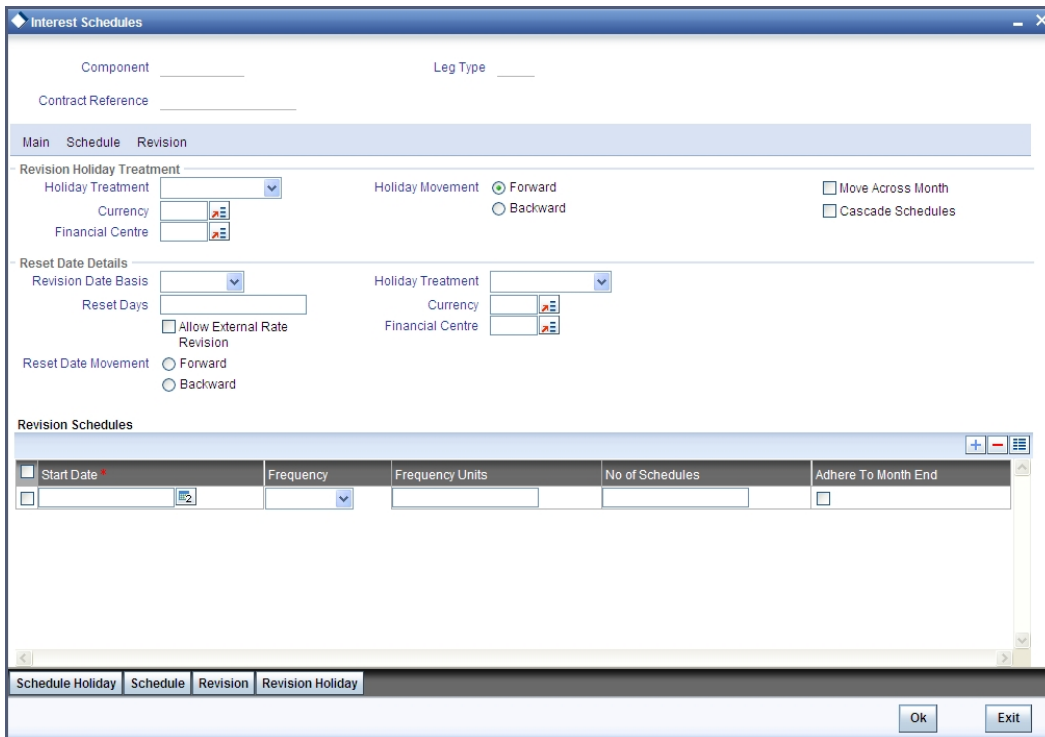 Interest Schedules
Component
Leg Type
Contract Reference
Main Schedule Revision
Revision Holiday Treatment
Holiday Treatment
Currency
Financial Centre
Holiday Movement
Forward
Backward
Move Across Month
Cascade Schedules
Reset Date Details
Revision Date Basis
Reset Days
Allow External Rate
Revision
Reset Date Movement
Forward
Backward
Holiday Treatment
Currency
Financial Centre
Revision Schedules
Start Date * Frequency Frequency Units No of Schedules Adhere To Month End
Schedule Holiday Schedule Revision Revision Holiday
Ok Exit